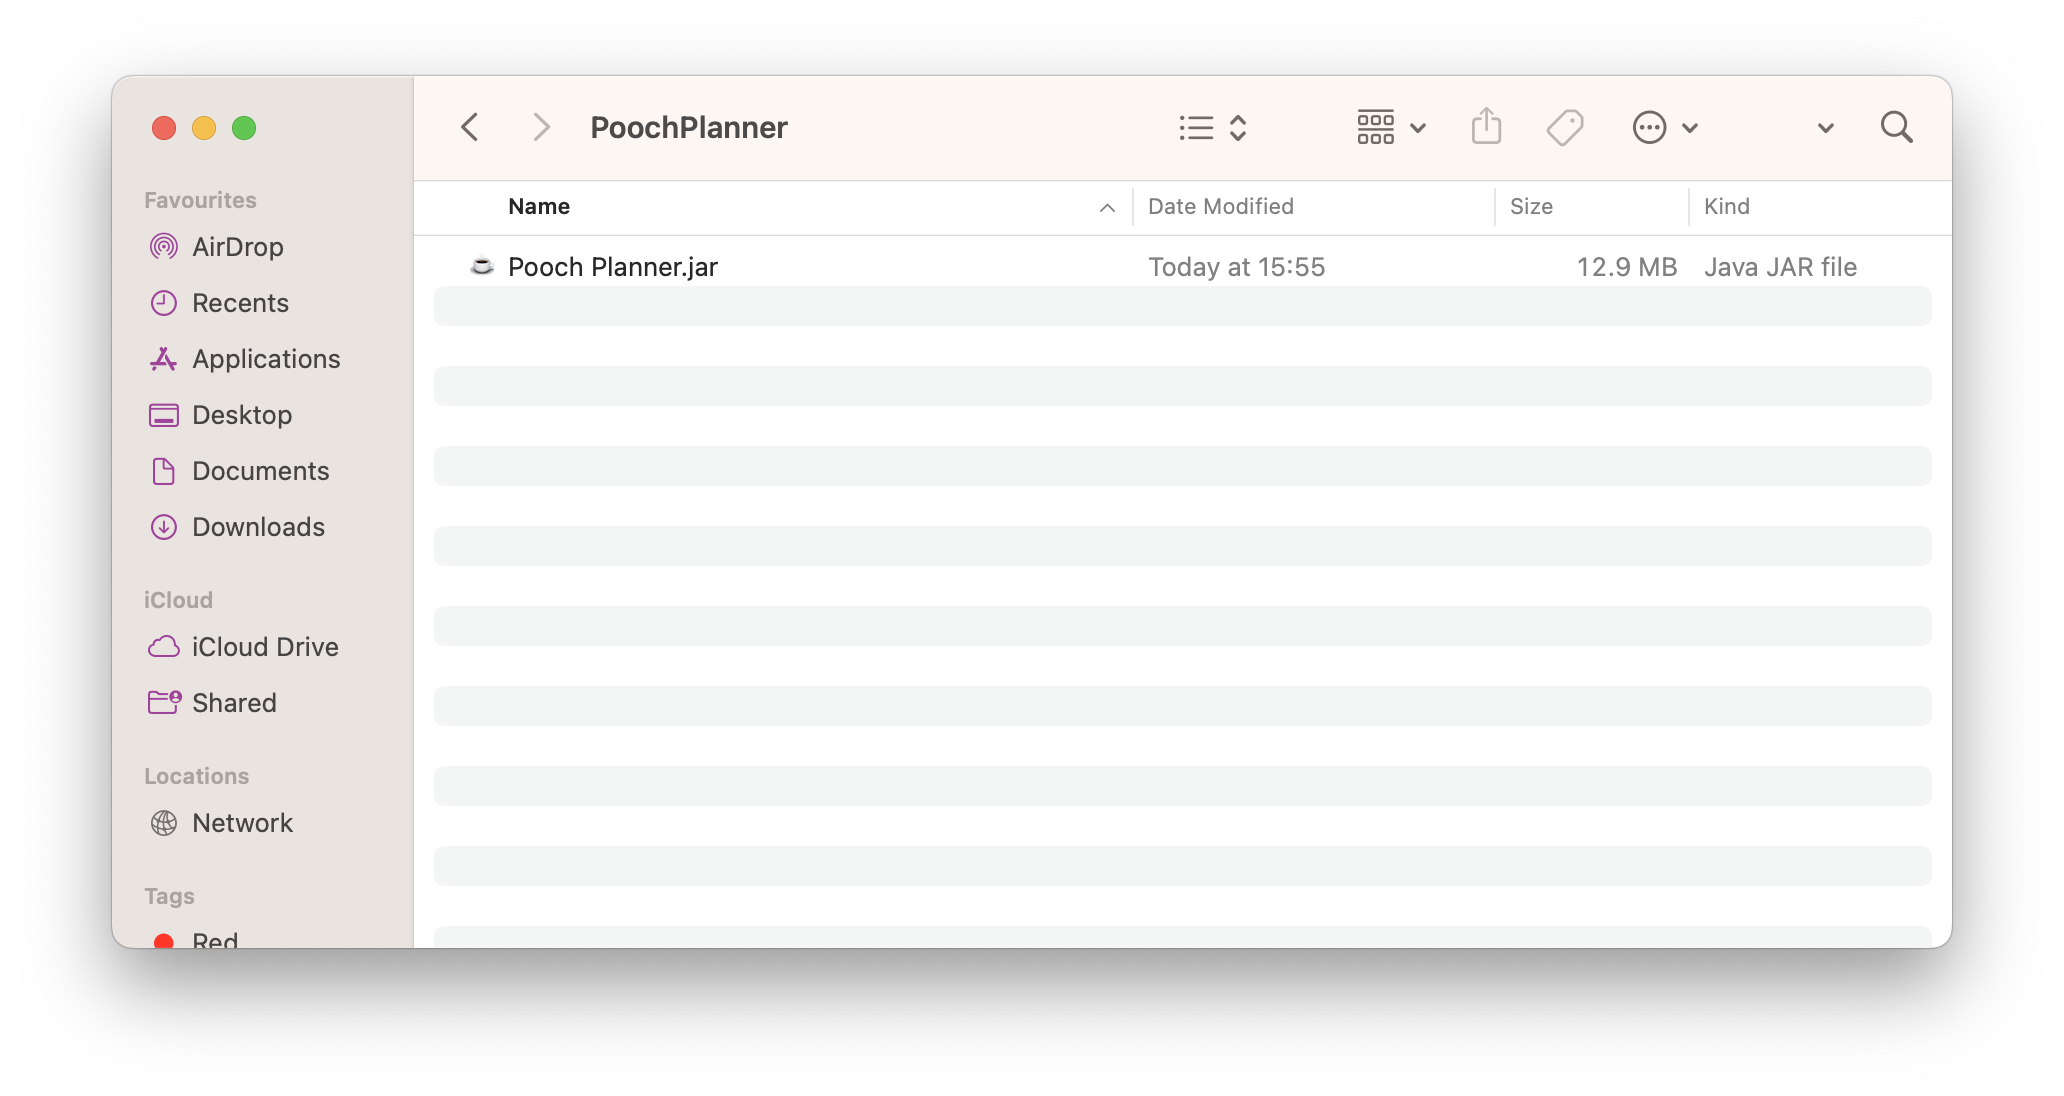 PoochPlanner
Favourites
AirDrop
Recents
Applications
Desktop
Documents
Downloads
iCloud
iCloud Drive
Shared
Locations
Network
Tags
Red
Name Date Modified Size Kind
Pooch Planner.jar Today at 15:55 12.9 MB Java JAR file